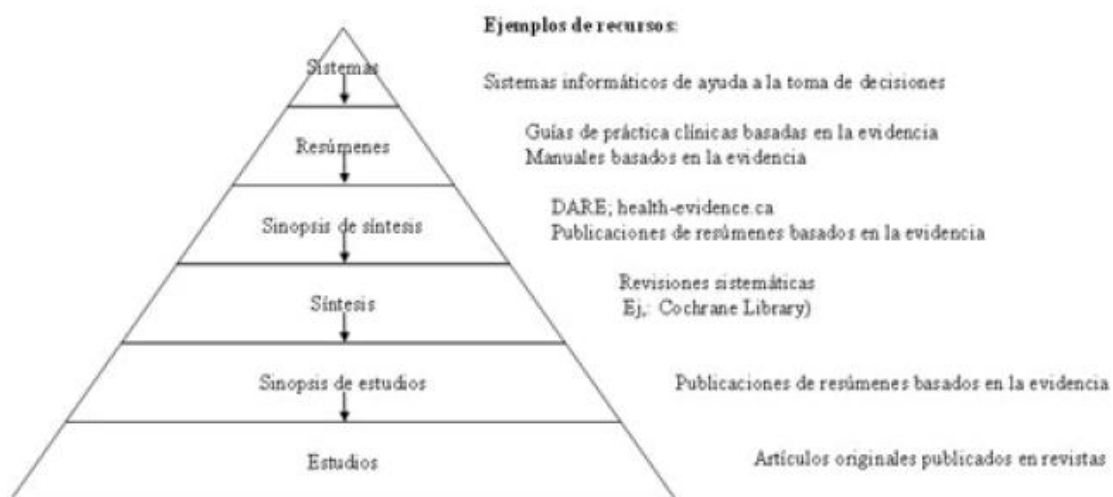 Ejemplos de recursos:
Sistemas
Sistemas informáticos de ayuda a la toma de decisiones
Resúmenes
Guías de práctica clínicas basadas en la evidencia
Manuales basados en la evidencia
Sinopsis de síntesis
DARE; health-evidence.ca
Publicaciones de resúmenes basados en la evidencia
Síntesis
Revisiones sistemáticas
Ej,: Cochrane Library)
Sinopsis de estudios
Publicaciones de resúmenes basados en la evidencia
Estudios
Artículos originales publicados en revistas